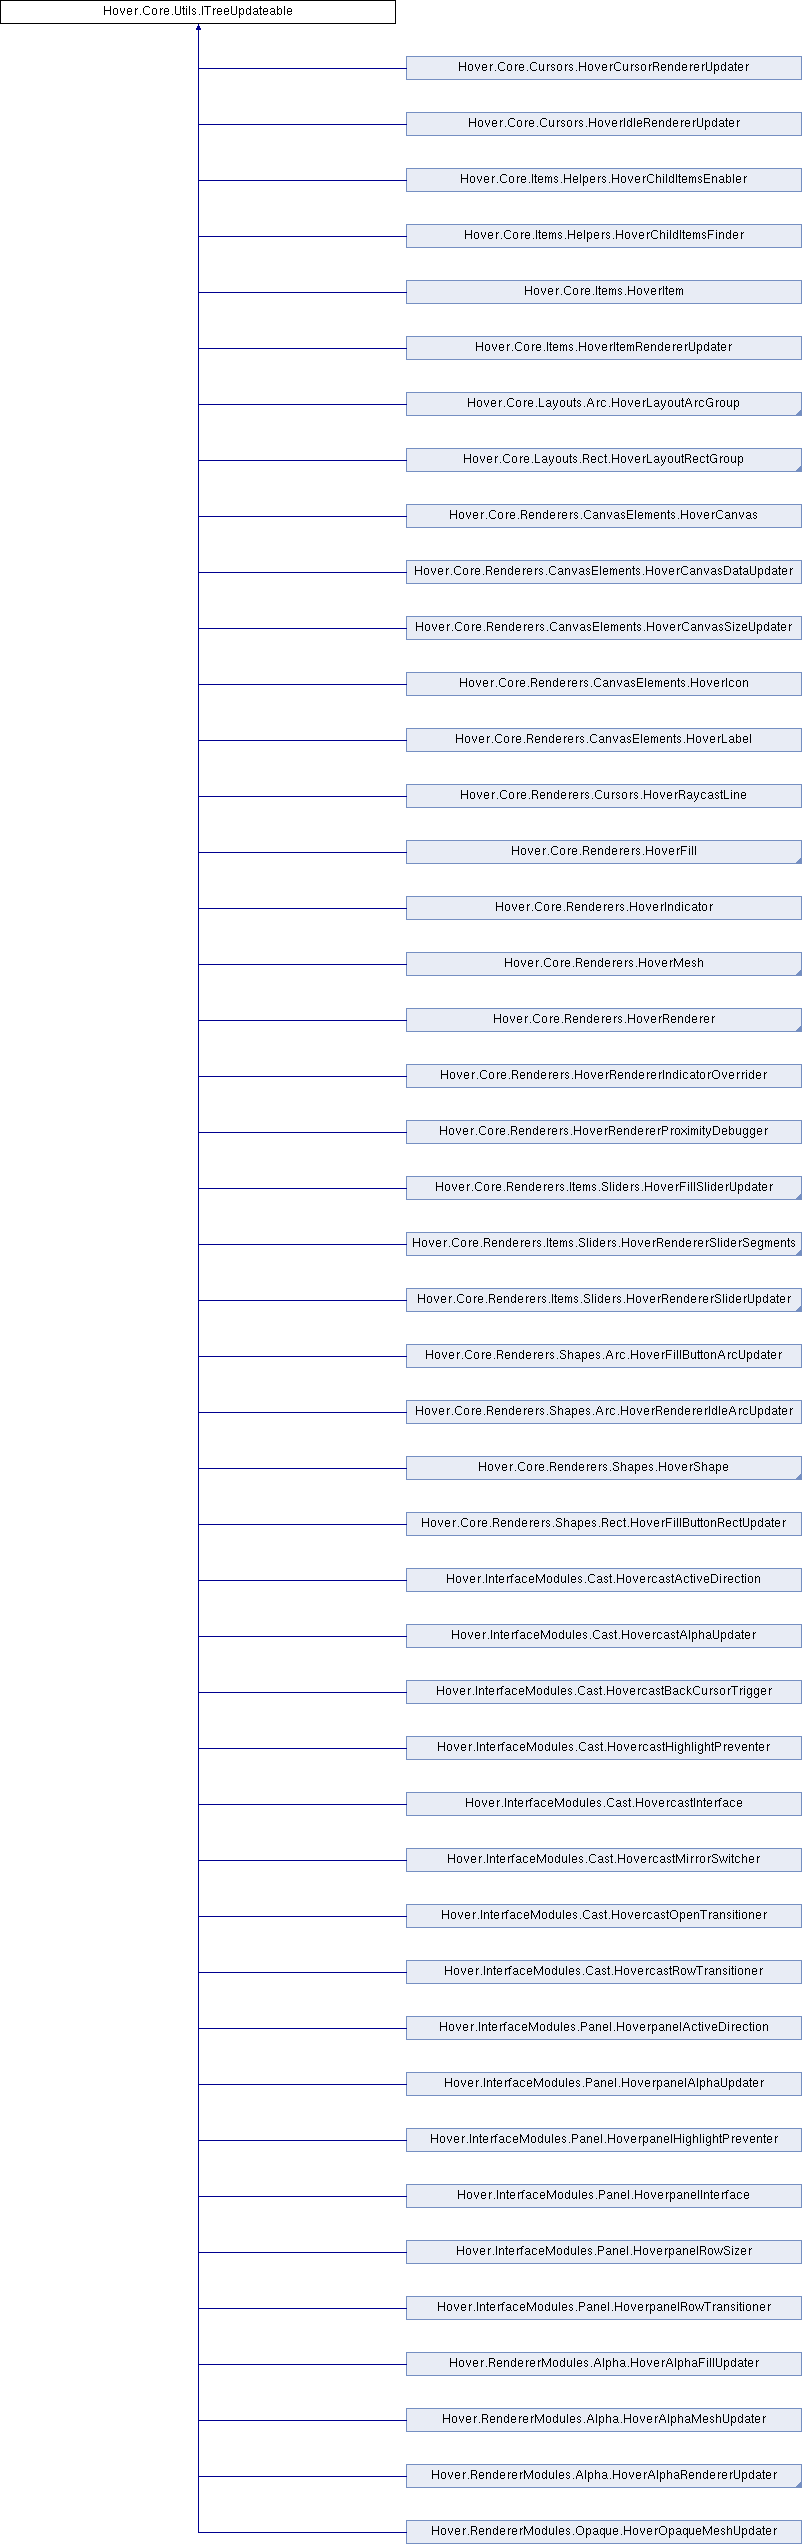 Hover.Core.Utils.ITreeUpdateable
Hover.Core.Cursors.HoverCursorRendererUpdater
Hover.Core.Cursors.HoverIdleRendererUpdater
Hover.Core.Items.Helpers.HoverChildItemsEnabler
Hover.Core.Items.Helpers.HoverChildItemsFinder
Hover.Core.Items.HoverItem
Hover.Core.Items.HoverItemRendererUpdater
Hover.Core.Layouts.Arc.HoverLayoutArcGroup
Hover.Core.Layouts.Rect.HoverLayoutRectGroup
Hover.Core.Renderers.CanvasElements.HoverCanvas
Hover.Core.Renderers.CanvasElements.HoverCanvasDataUpdater
Hover.Core.Renderers.CanvasElements.HoverCanvasSizeUpdater
Hover.Core.Renderers.CanvasElements.HoverIcon
Hover.Core.Renderers.CanvasElements.HoverLabel
Hover.Core.Renderers.Cursors.HoverRaycastLine
Hover.Core.Renderers.HoverFill
Hover.Core.Renderers.HoverIndicator
Hover.Core.Renderers.HoverMesh
Hover.Core.Renderers.HoverRenderer
Hover.Core.Renderers.HoverRendererIndicatorOverrider
Hover.Core.Renderers.HoverRendererProximityDebugger
Hover.Core.Renderers.Items.Sliders.HoverFillSliderUpdater
Hover.Core.Renderers.Items.Sliders.HoverRendererSliderSegments
Hover.Core.Renderers.Items.Sliders.HoverRendererSliderUpdater
Hover.Core.Renderers.Shapes.Arc.HoverFillButtonArcUpdater
Hover.Core.Renderers.Shapes.Arc.HoverRendererIdleArcUpdater
Hover.Core.Renderers.Shapes.HoverShape
Hover.Core.Renderers.Shapes.Rect.HoverFillButtonRectUpdater
Hover.InterfaceModules.Cast.HovercastActiveDirection
Hover.InterfaceModules.Cast.HovercastAlphaUpdater
Hover.InterfaceModules.Cast.HovercastBackCursorTrigger
Hover.InterfaceModules.Cast.HovercastHighlightPreventer
Hover.InterfaceModules.Cast.HovercastInterface
Hover.InterfaceModules.Cast.HovercastMirrorSwitcher
Hover.InterfaceModules.Cast.HovercastOpenTransitioner
Hover.InterfaceModules.Cast.HovercastRowTransitioner
Hover.InterfaceModules.Panel.HoverpanelActiveDirection
Hover.InterfaceModules.Panel.HoverpanelAlphaUpdater
Hover.InterfaceModules.Panel.HoverpanelHighlightPreventer
Hover.InterfaceModules.Panel.HoverpanelInterface
Hover.InterfaceModules.Panel.HoverpanelRowSizer
Hover.InterfaceModules.Panel.HoverpanelRowTransitioner
Hover.RendererModules.Alpha.HoverAlphaFillUpdater
Hover.RendererModules.Alpha.HoverAlphaMeshUpdater
Hover.RendererModules.Alpha.HoverAlphaRendererUpdater
Hover.RendererModules.Opaque.HoverOpaqueMeshUpdater